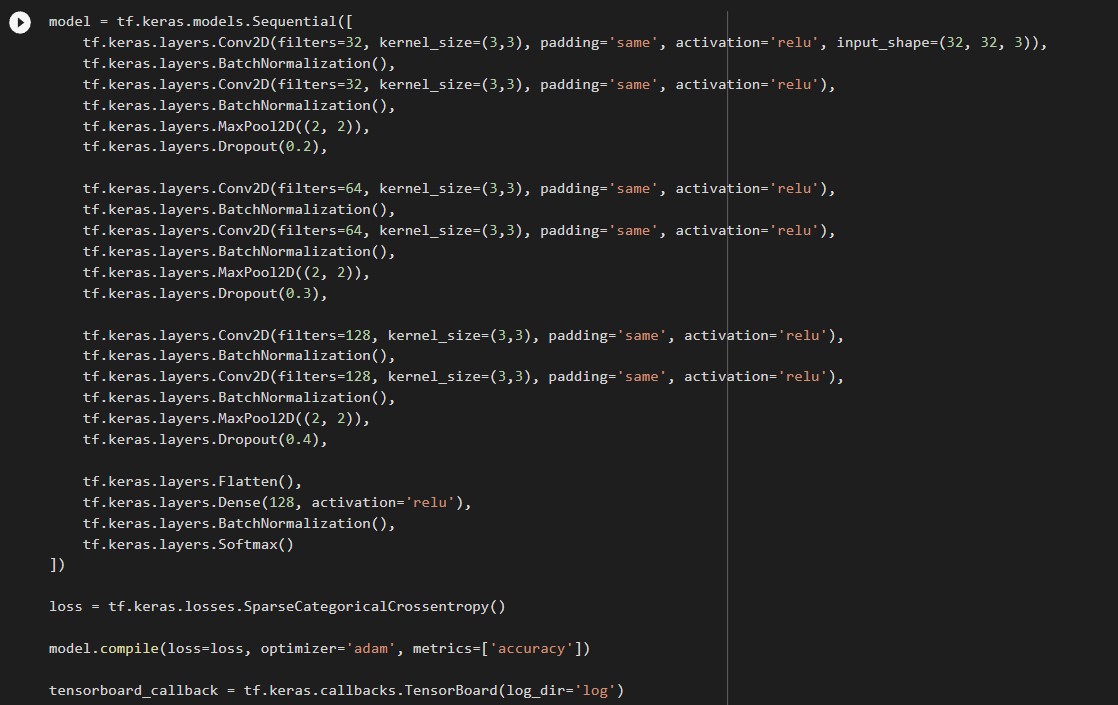 model = tf.keras.models.Sequential([
    tf.keras.layers.Conv2D(filters=32, kernel_size=(3,3), padding='same', activation='relu', input_shape=(32, 32, 3)),
    tf.keras.layers.BatchNormalization(),
    tf.keras.layers.Conv2D(filters=32, kernel_size=(3,3), padding='same', activation='relu'),
    tf.keras.layers.BatchNormalization(),
    tf.keras.layers.MaxPool2D((2, 2)),
    tf.keras.layers.Dropout(0.2),

    tf.keras.layers.Conv2D(filters=64, kernel_size=(3,3), padding='same', activation='relu'),
    tf.keras.layers.BatchNormalization(),
    tf.keras.layers.Conv2D(filters=64, kernel_size=(3,3), padding='same', activation='relu'),
    tf.keras.layers.BatchNormalization(),
    tf.keras.layers.MaxPool2D((2, 2)),
    tf.keras.layers.Dropout(0.3),

    tf.keras.layers.Conv2D(filters=128, kernel_size=(3,3), padding='same', activation='relu'),
    tf.keras.layers.BatchNormalization(),
    tf.keras.layers.Conv2D(filters=128, kernel_size=(3,3), padding='same', activation='relu'),
    tf.keras.layers.BatchNormalization(),
    tf.keras.layers.MaxPool2D((2, 2)),
    tf.keras.layers.Dropout(0.4),

    tf.keras.layers.Flatten(),
    tf.keras.layers.Dense(128, activation='relu'),
    tf.keras.layers.BatchNormalization(),
    tf.keras.layers.Softmax()
])

loss = tf.keras.losses.SparseCategoricalCrossentropy()

model.compile(loss=loss, optimizer='adam', metrics=['accuracy'])

tensorboard_callback = tf.keras.callbacks.TensorBoard(log_dir='log')